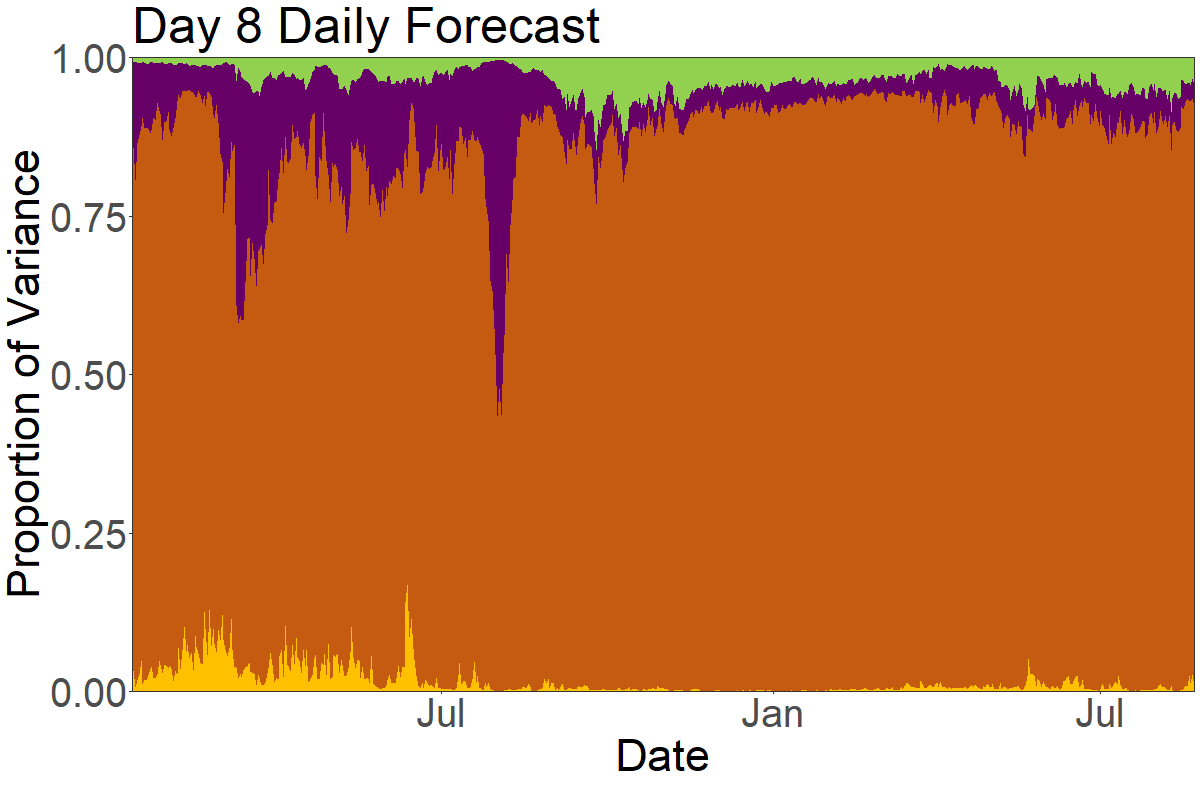 Day 8 Daily Forecast
Proportion of Variance
1.00
0.75
0.50
0.25
0.00
Jul
Jan
Jul
Date